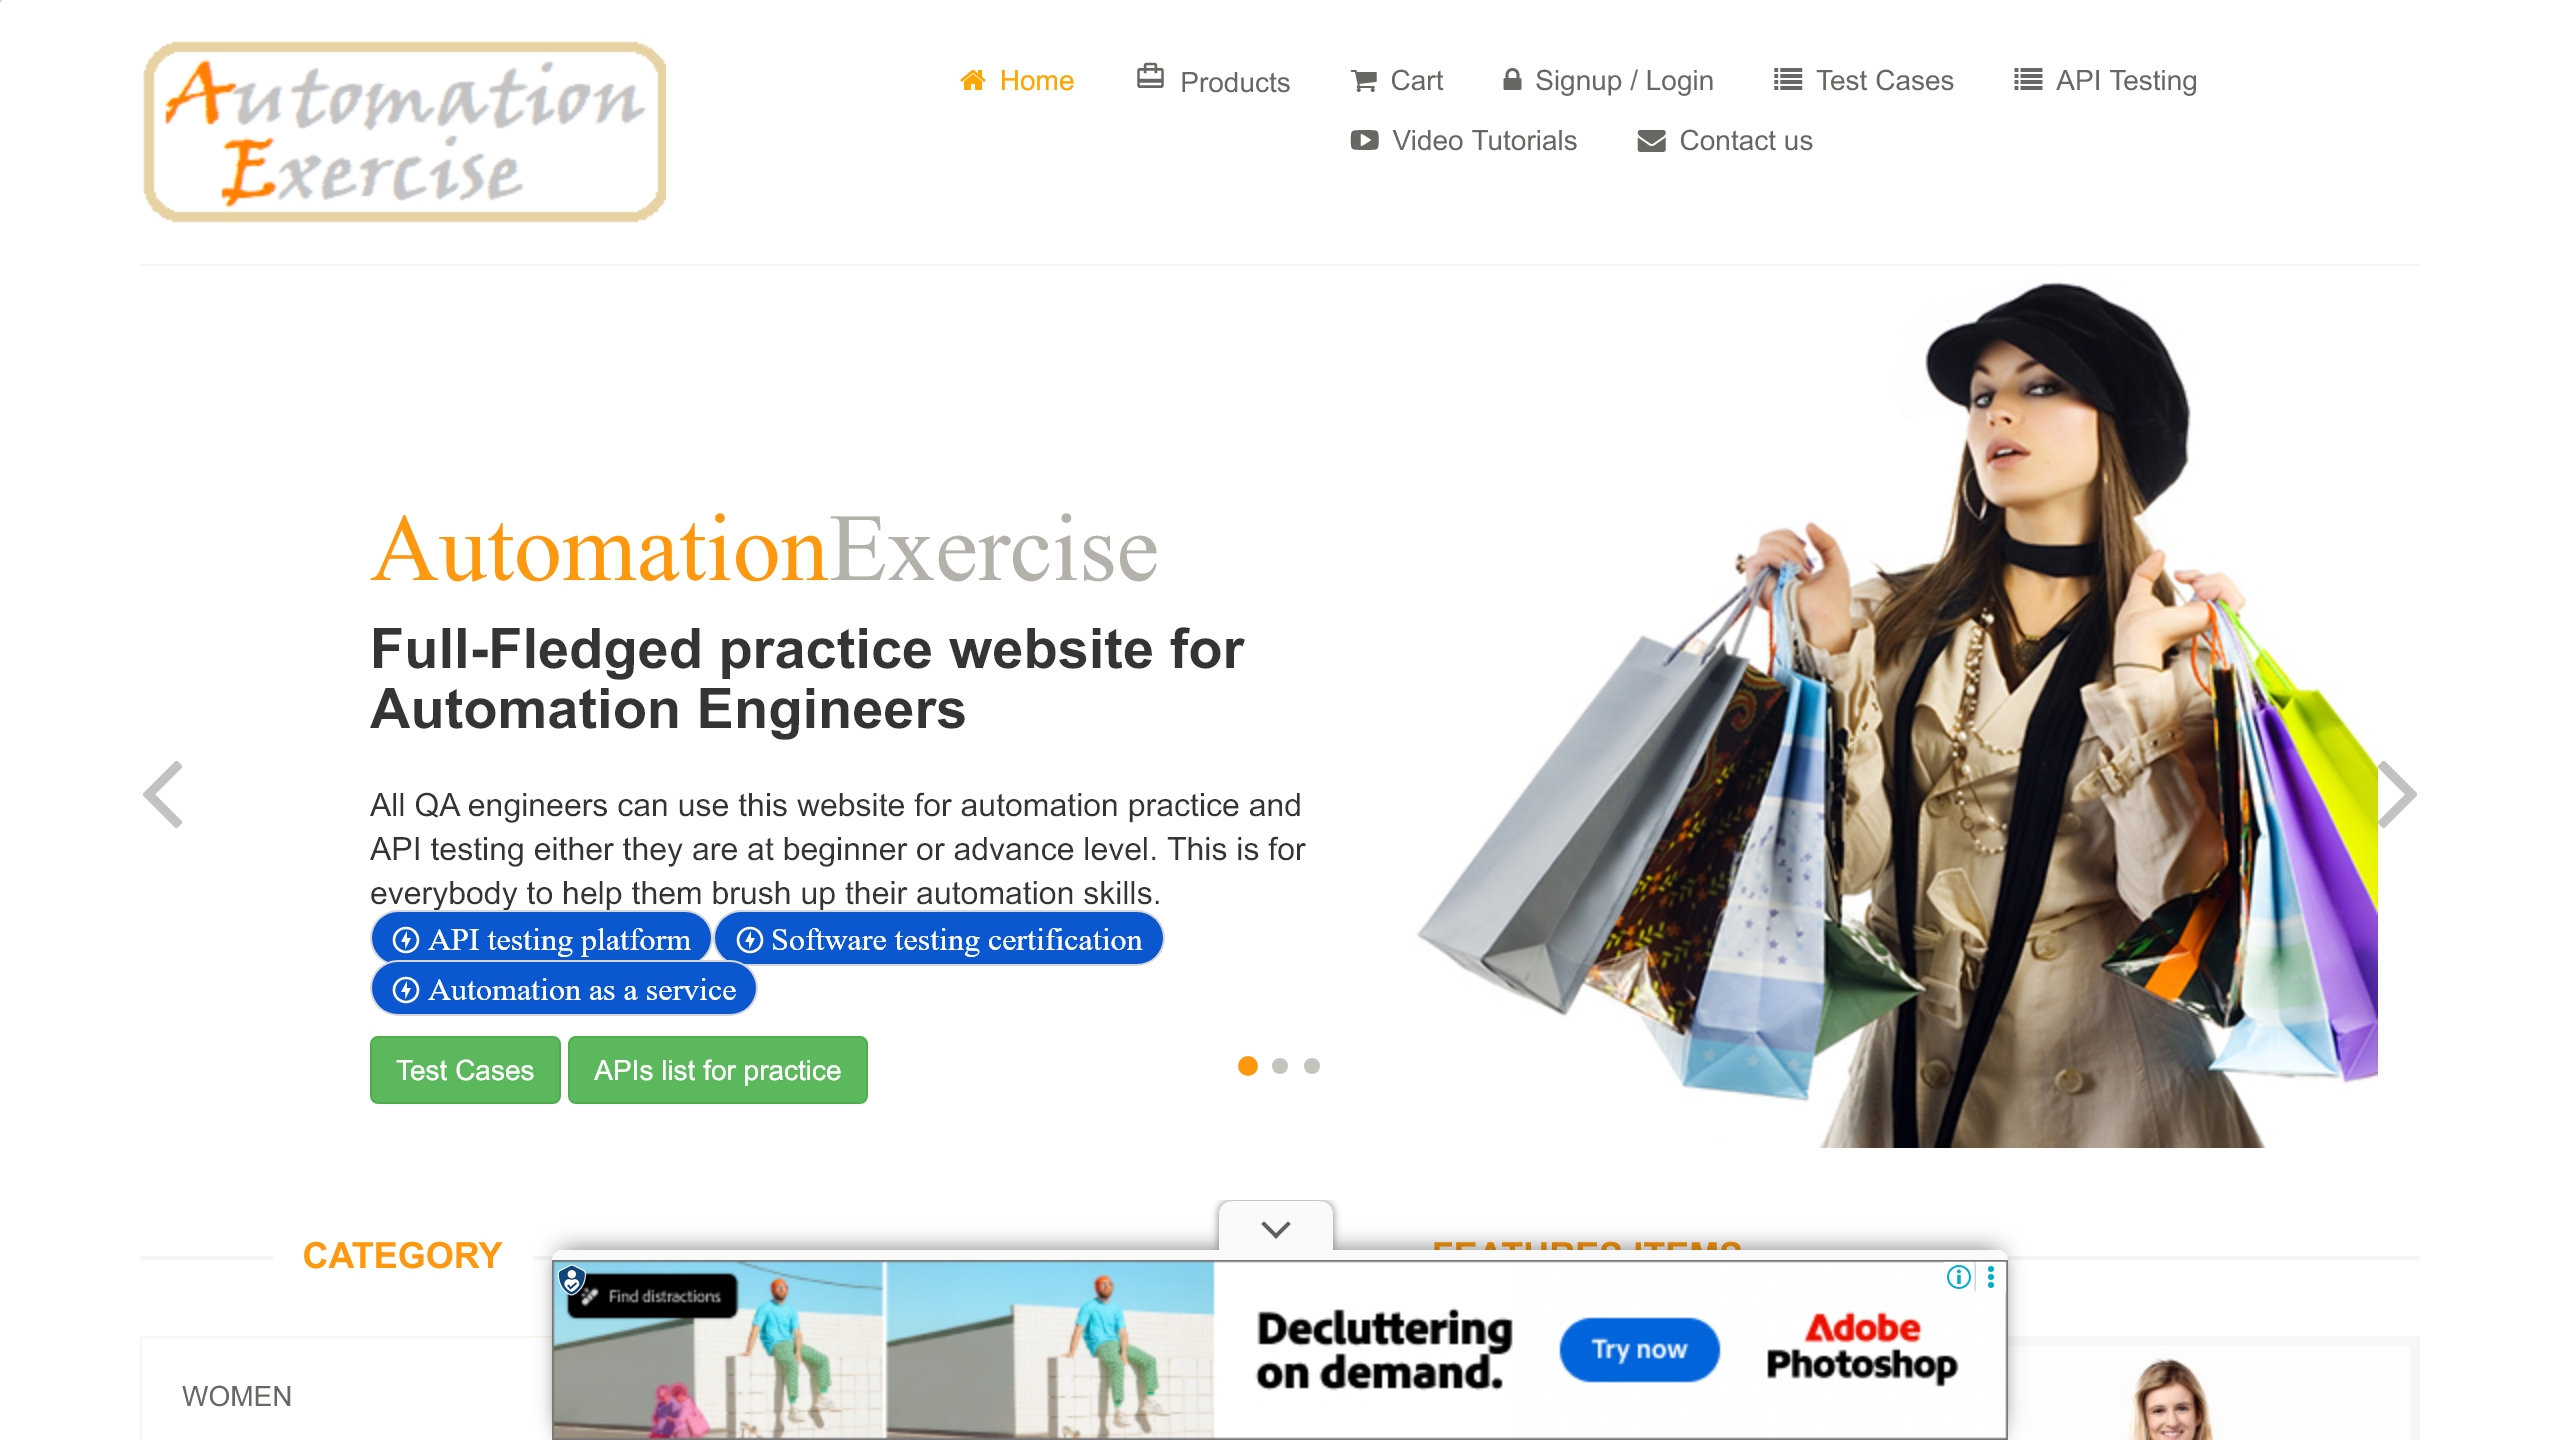 Automation
Exercise
Home
Products
Cart
Signup / Login
Test Cases
API Testing
Video Tutorials
Contact us
AutomationExercise
Full-Fledged practice website for
Automation Engineers
All QA engineers can use this website for automation practice and
API testing either they are at beginner or advance level. This is for
everybody to help them brush up their automation skills.
API testing platform
Software testing certification
Automation as a service
Test Cases
APIs list for practice
CATEGORY
FEATURES ITEMS
WOMEN
Find distractions
Decluttering
on demand.
Try now
Adobe
Photoshop